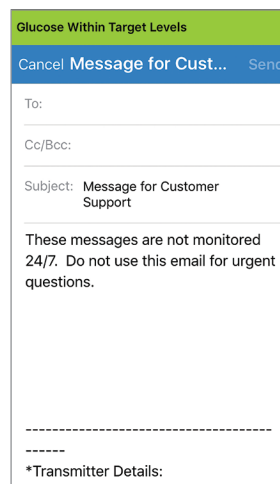 Glucose Within Target Levels
Cancel Message for Cust... Send
To:
Cc/Bcc:
Subject: Message for Customer
Support
These messages are not monitored
24/7. Do not use this email for urgent
questions.
-------------------------------------
------
*Transmitter Details: